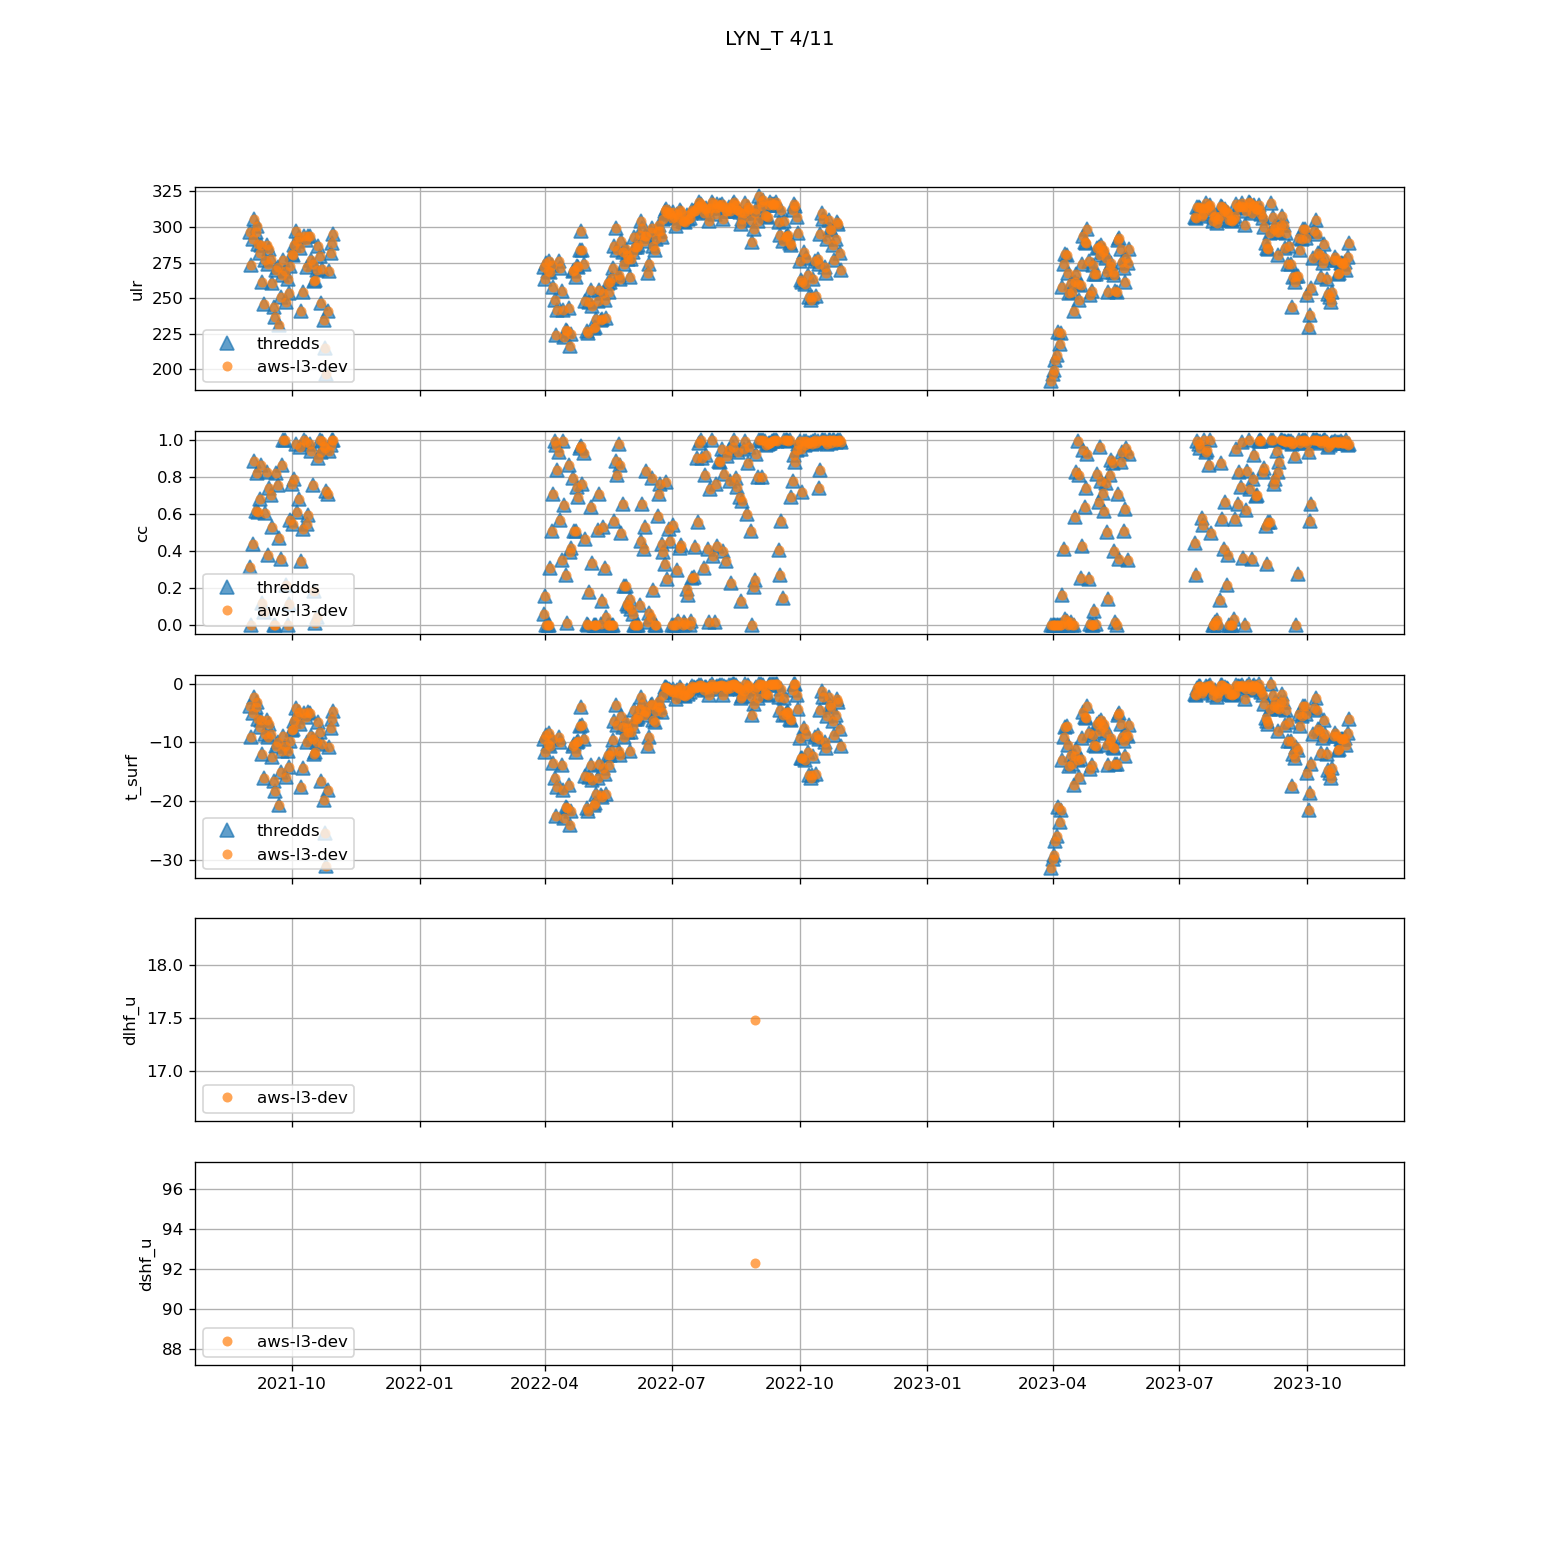 LYN_T 4/11
325
300
275
250
225
200
ulr
thredds
aws-l3-dev
1.0
0.8
0.6
0.4
0.2
0.0
cc
thredds
aws-l3-dev
0
−10
−20
−30
t_surf
thredds
aws-l3-dev
18.0
17.5
17.0
dlhf_u
aws-l3-dev
96
94
92
90
88
dshf_u
aws-l3-dev
2021-10 2022-01 2022-04 2022-07 2022-10 2023-01 2023-04 2023-07 2023-10